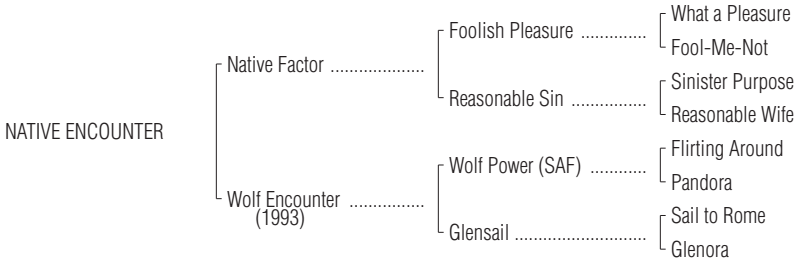 What a Pleasure
Foolish Pleasure ..............
Fool-Me-Not
Native Factor .....................
Sinister Purpose
Reasonable Sin ................
Reasonable Wife
NATIVE ENCOUNTER
Flirting Around
Wolf Power (SAF) ............
Pandora
Wolf Encounter .................
(1993)
Sail to Rome
Glensail .............................
Glenora